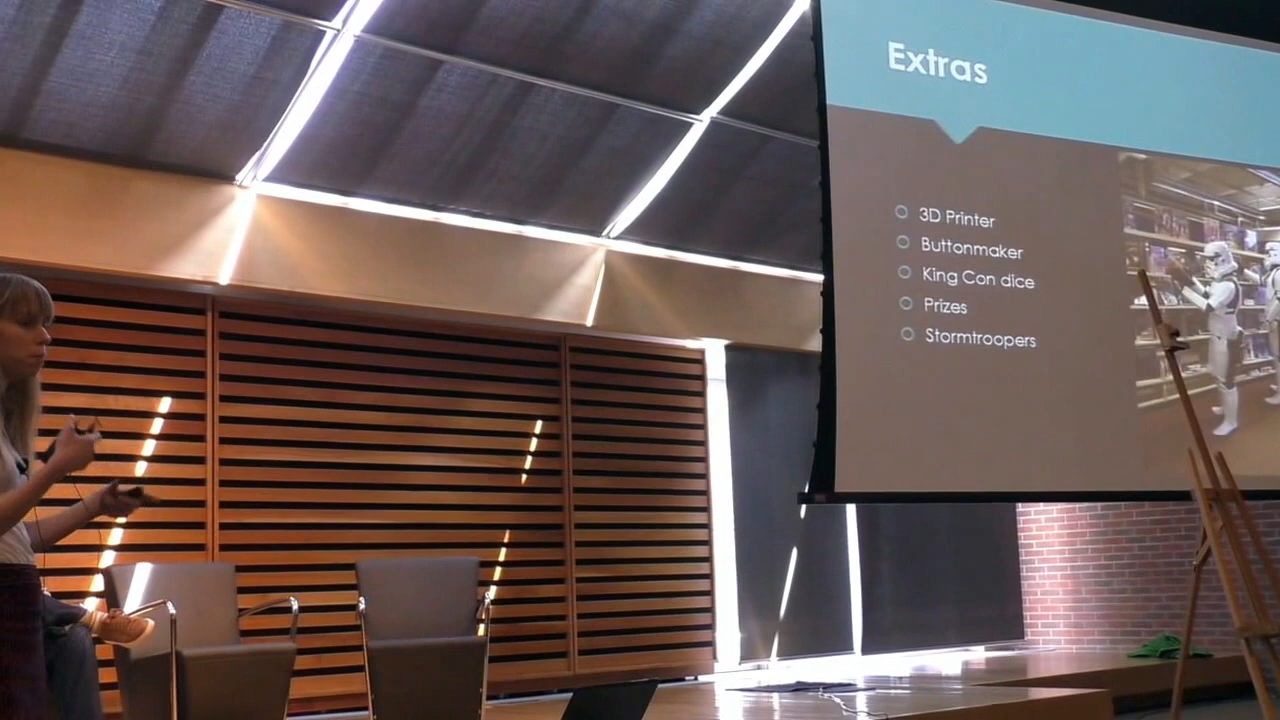 Extras
3D Printer
Buttonmaker
King Con dice
Prizes
Stormtroopers